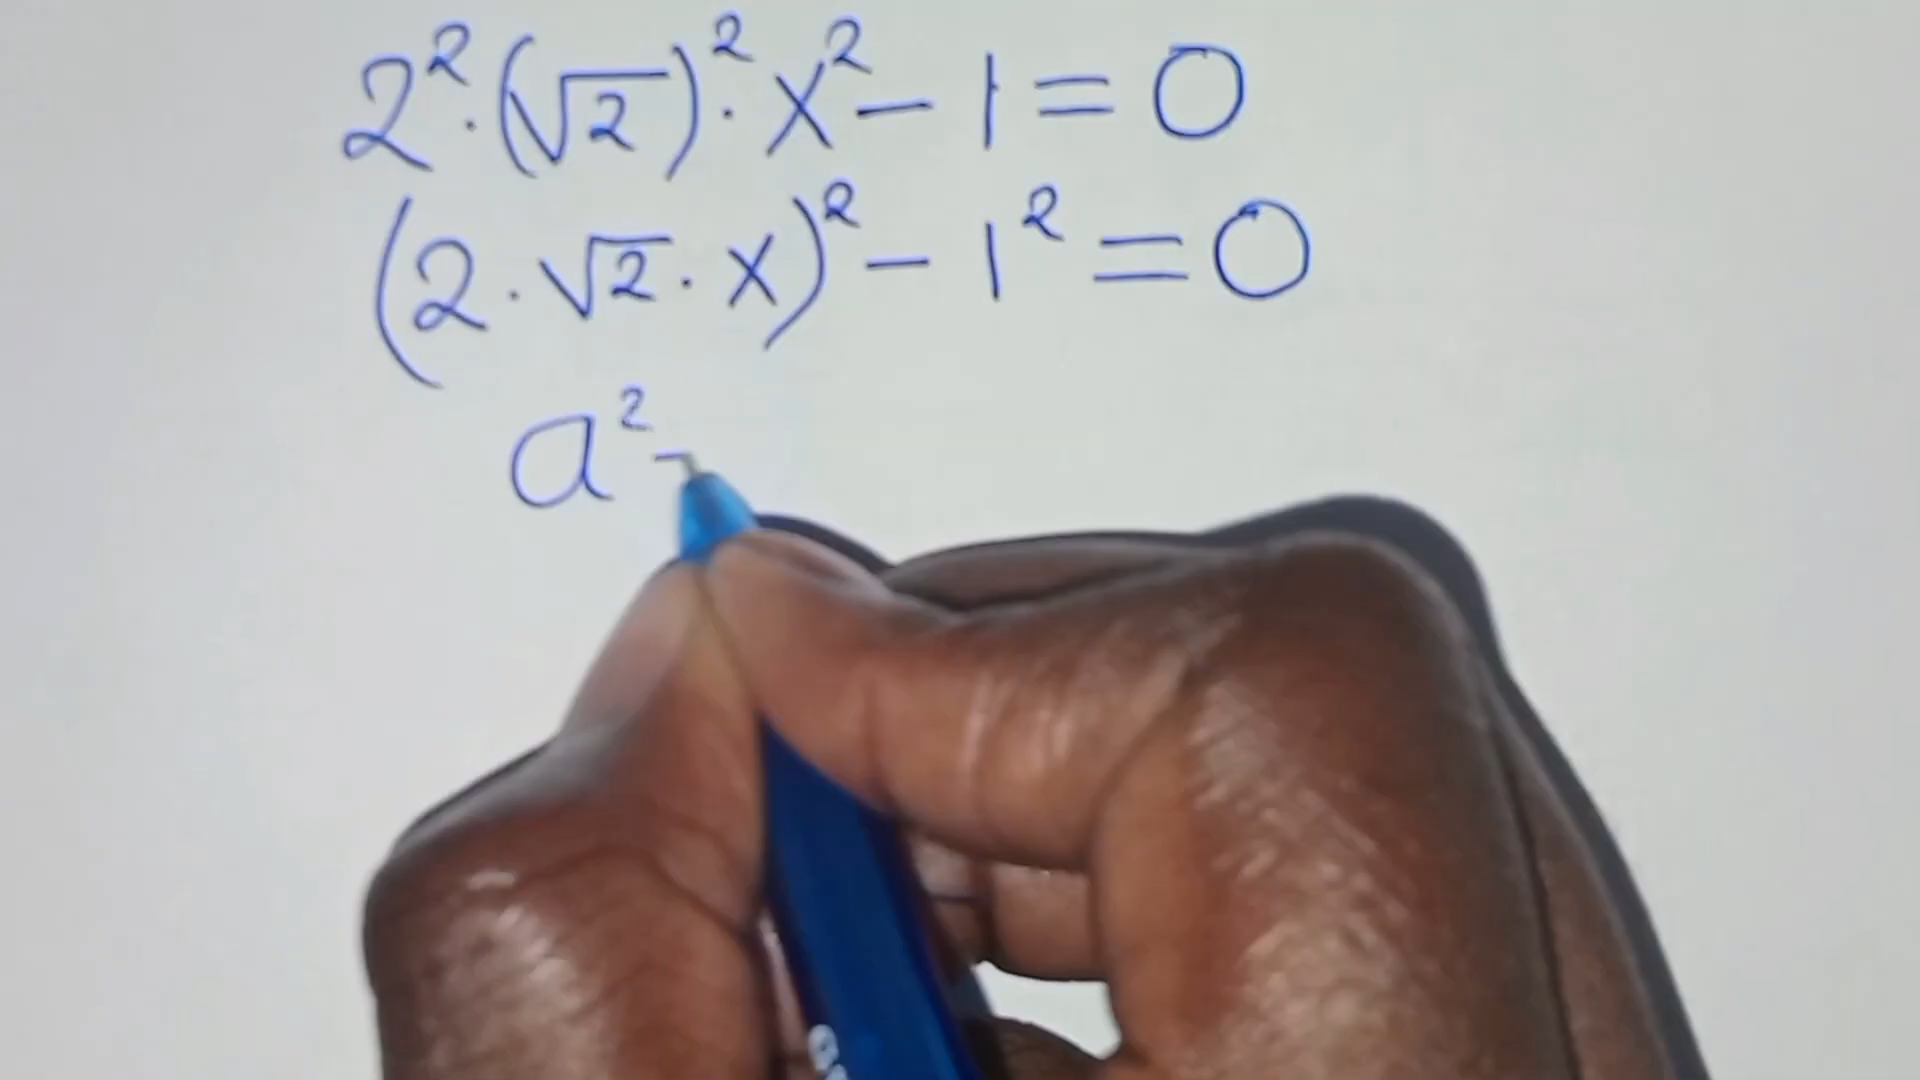 2²·(√2)²·x² − 1 = 0
(2·√2·x)² − 1² = 0
a² −